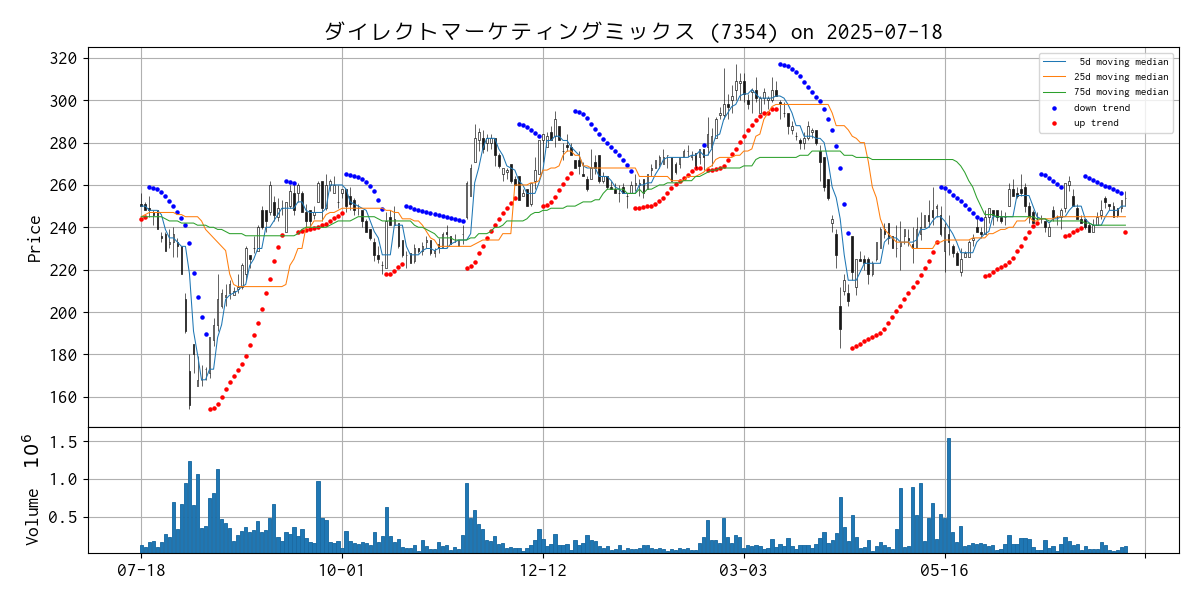 ダイレクトマーケティングミックス (7354) on 2025-07-18
320
300
280
260
240
220
200
180
160
Price
5d moving median
25d moving median
75d moving median
down trend
up trend
1.5
1.0
0.5
Volume 10^6
07-18
10-01
12-12
03-03
05-16